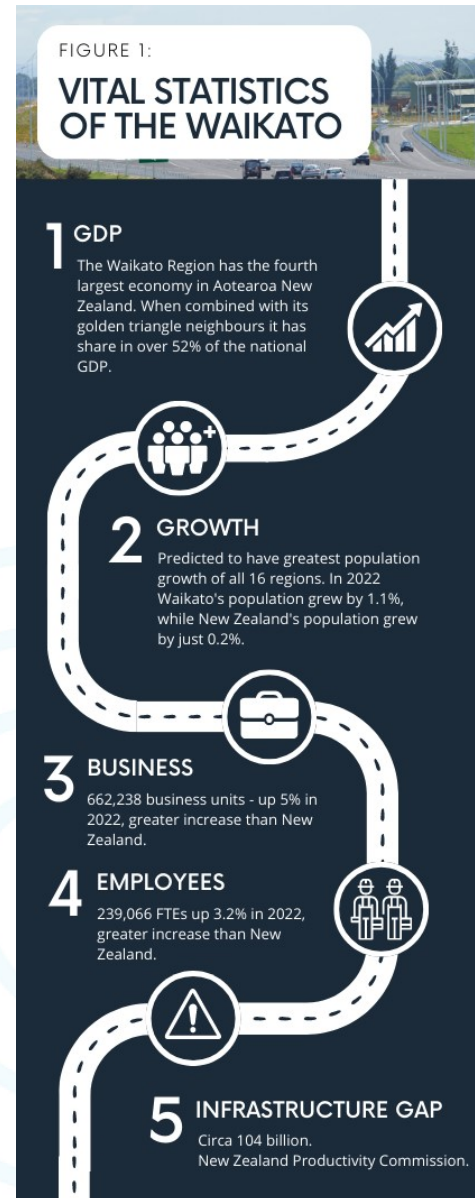 FIGURE 1:
VITAL STATISTICS
OF THE WAIKATO
1 GDP
The Waikato Region has the fourth
largest economy in Aotearoa New
Zealand. When combined with its
golden triangle neighbours it has
share in over 52% of the national
GDP.
2 GROWTH
Predicted to have greatest population
growth of all 16 regions. In 2022
Waikato's population grew by 1.1%,
while New Zealand's population grew
by just 0.2%.
3 BUSINESS
662,238 business units - up 5% in
2022, greater increase than New
Zealand.
4 EMPLOYEES
239,066 FTEs up 3.2% in 2022,
greater increase than New
Zealand.
5 INFRASTRUCTURE GAP
Circa 104 billion.
New Zealand Productivity Commission.